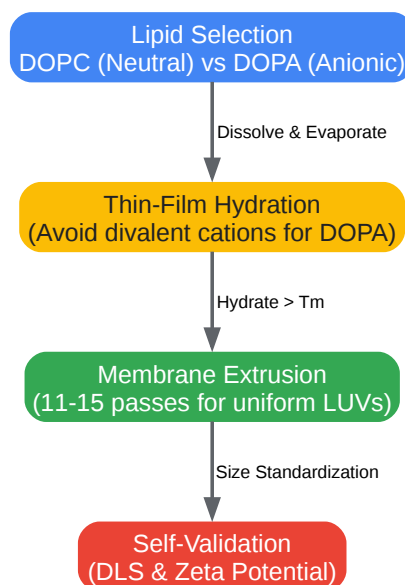 Lipid Selection
DOPC (Neutral) vs DOPA (Anionic)
Dissolve & Evaporate
Thin-Film Hydration
(Avoid divalent cations for DOPA)
Hydrate > Tm
Membrane Extrusion
(11-15 passes for uniform LUVs)
Size Standardization
Self-Validation
(DLS & Zeta Potential)